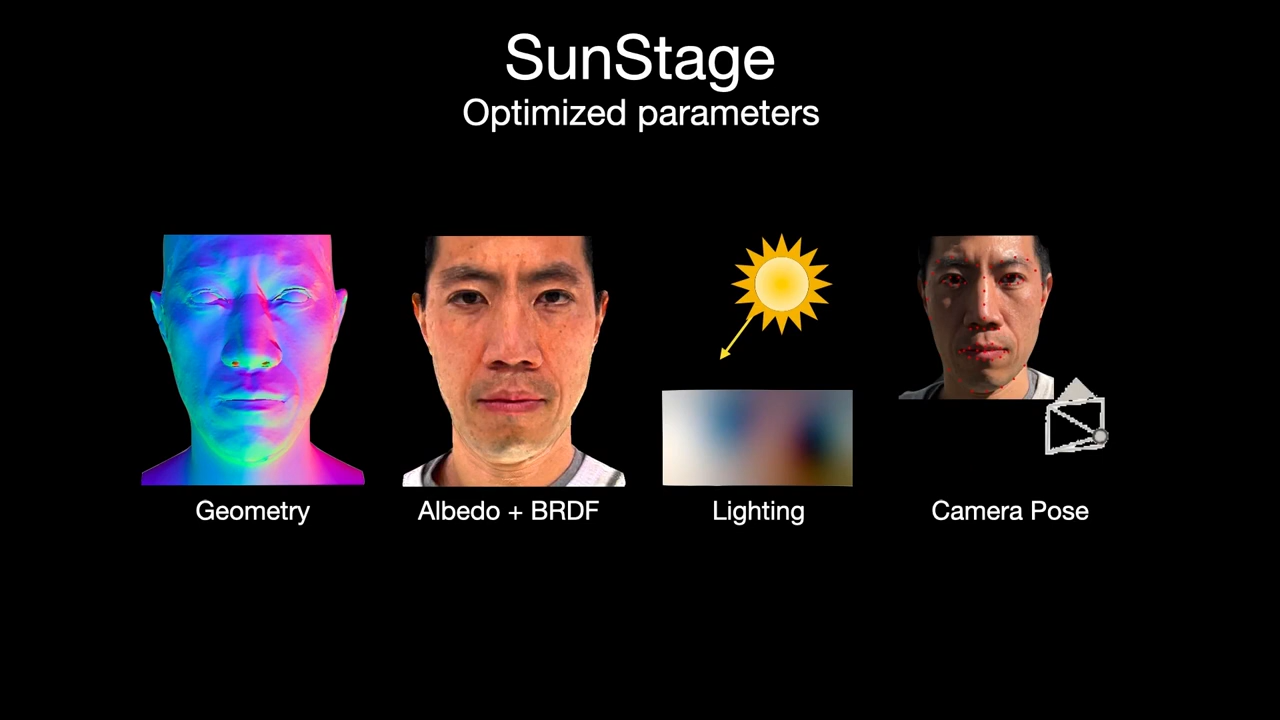 SunStage
Optimized parameters
Geometry
Albedo + BRDF
Lighting
Camera Pose